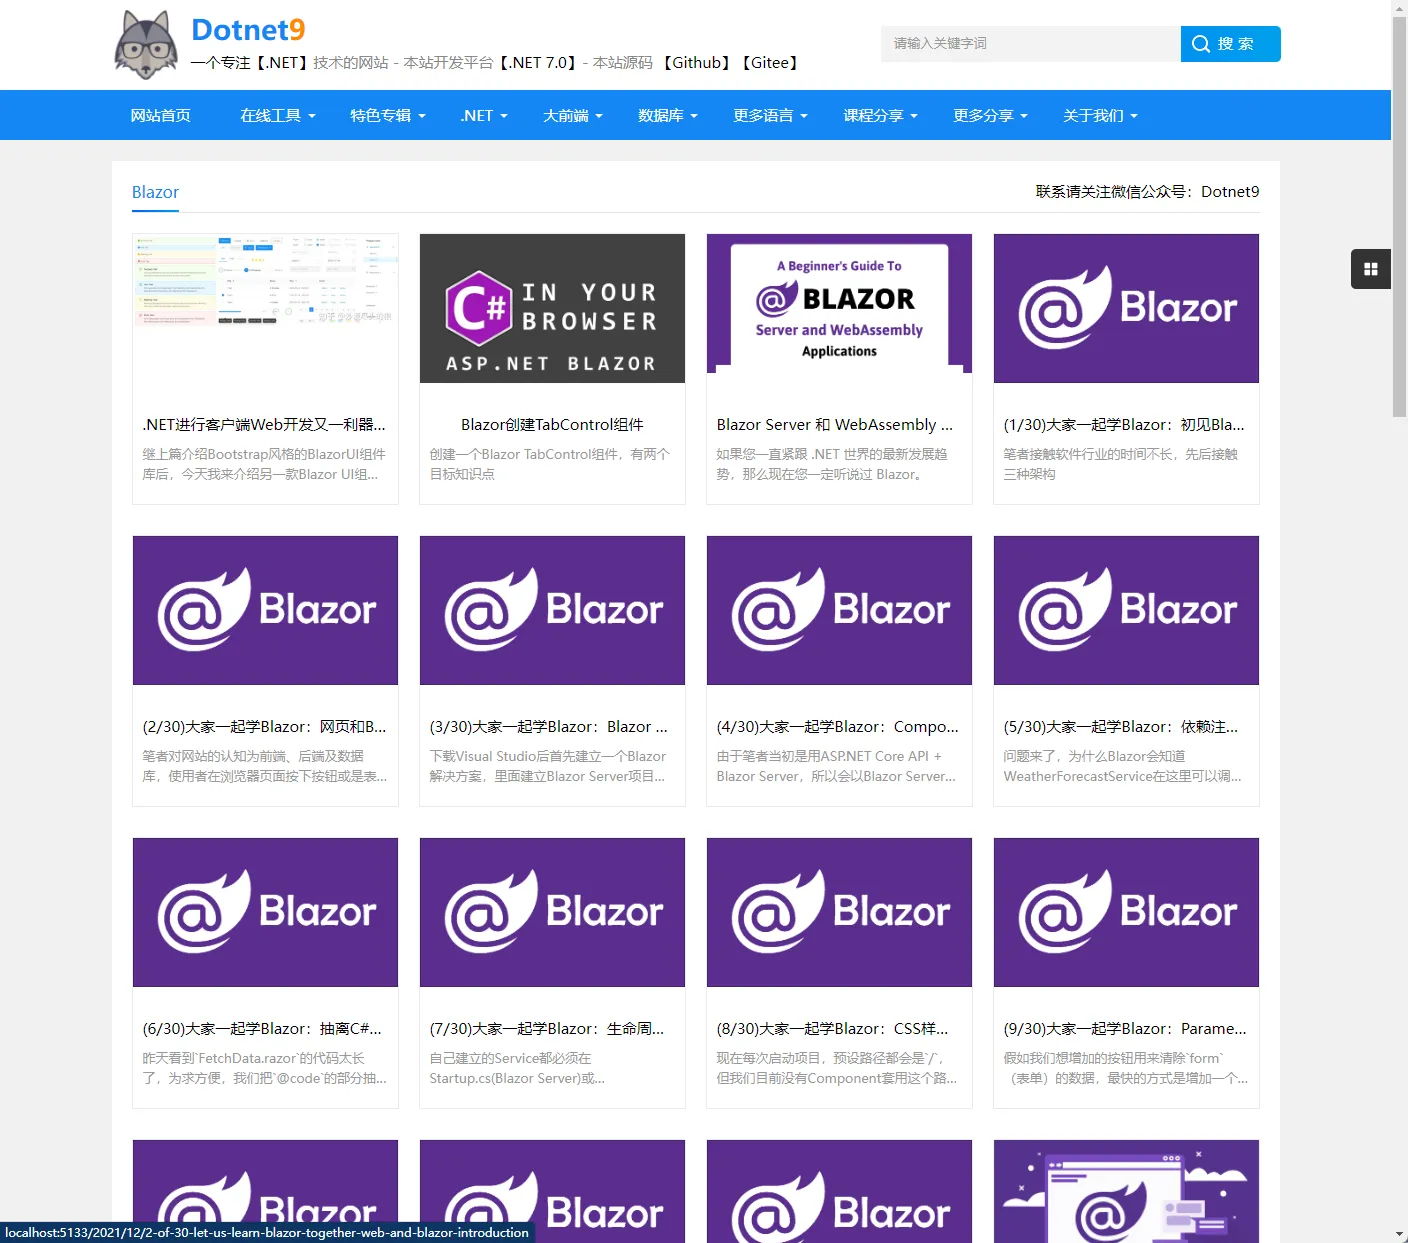 Dotnet9
一个专注【.NET】技术的网站 - 本站开发平台【.NET 7.0】- 本站源码 【Github】【Gitee】
请输入关键字词
搜 索
网站首页 在线工具 特色专辑 .NET 大前端 数据库 更多语言 课程分享 更多分享 关于我们
Blazor
联系请关注微信公众号：Dotnet9
C# IN YOUR
BROWSER
ASP.NET BLAZOR
A Beginner's Guide To
BLAZOR
Server and WebAssembly
Applications
Blazor
.NET进行客户端Web开发又一利器...
继上篇介绍Bootstrap风格的BlazorUI组件
库后，今天我来介绍另一款Blazor UI组...
Blazor创建TabControl组件
创建一个Blazor TabControl组件，有两个
目标知识点
Blazor Server 和 WebAssembly ...
如果您一直紧跟 .NET 世界的最新发展趋
势，那么现在您一定听说过 Blazor。
(1/30)大家一起学Blazor：初见Bla...
笔者接触软件行业的时间不长，先后接触
三种架构
Blazor
Blazor
Blazor
Blazor
(2/30)大家一起学Blazor：网页和B...
笔者对网站的认知为前端、后端及数据
库，使用者在浏览器页面按下按钮或是表...
(3/30)大家一起学Blazor：Blazor ...
下载Visual Studio后首先建立一个Blazor
解决方案，里面建立Blazor Server项目...
(4/30)大家一起学Blazor：Compo...
由于笔者当初是用ASP.NET Core API +
Blazor Server，所以会以Blazor Server...
(5/30)大家一起学Blazor：依赖注...
问题来了，为什么Blazor会知道
WeatherForecastService在这里可以调...
Blazor
Blazor
Blazor
Blazor
(6/30)大家一起学Blazor：抽离C#...
昨天看到`FetchData.razor`的代码太长
了，为求方便，我们把`@code`的部分抽...
(7/30)大家一起学Blazor：生命周...
自己建立的Service都必须在
Startup.cs(Blazor Server)或...
(8/30)大家一起学Blazor：CSS样...
现在每次启动项目，预设路径都会是`/`，
但我们目前没有Component套用这个路...
(9/30)大家一起学Blazor：Parame...
假如我们想增加的按钮用来清除`form`
（表单）的数据，最快的方式是增加一个...
Blazor
Blazor
Blazor
localhost:5133/2021/12/2-of-30-let-us-learn-blazor-together-web-and-blazor-introduction